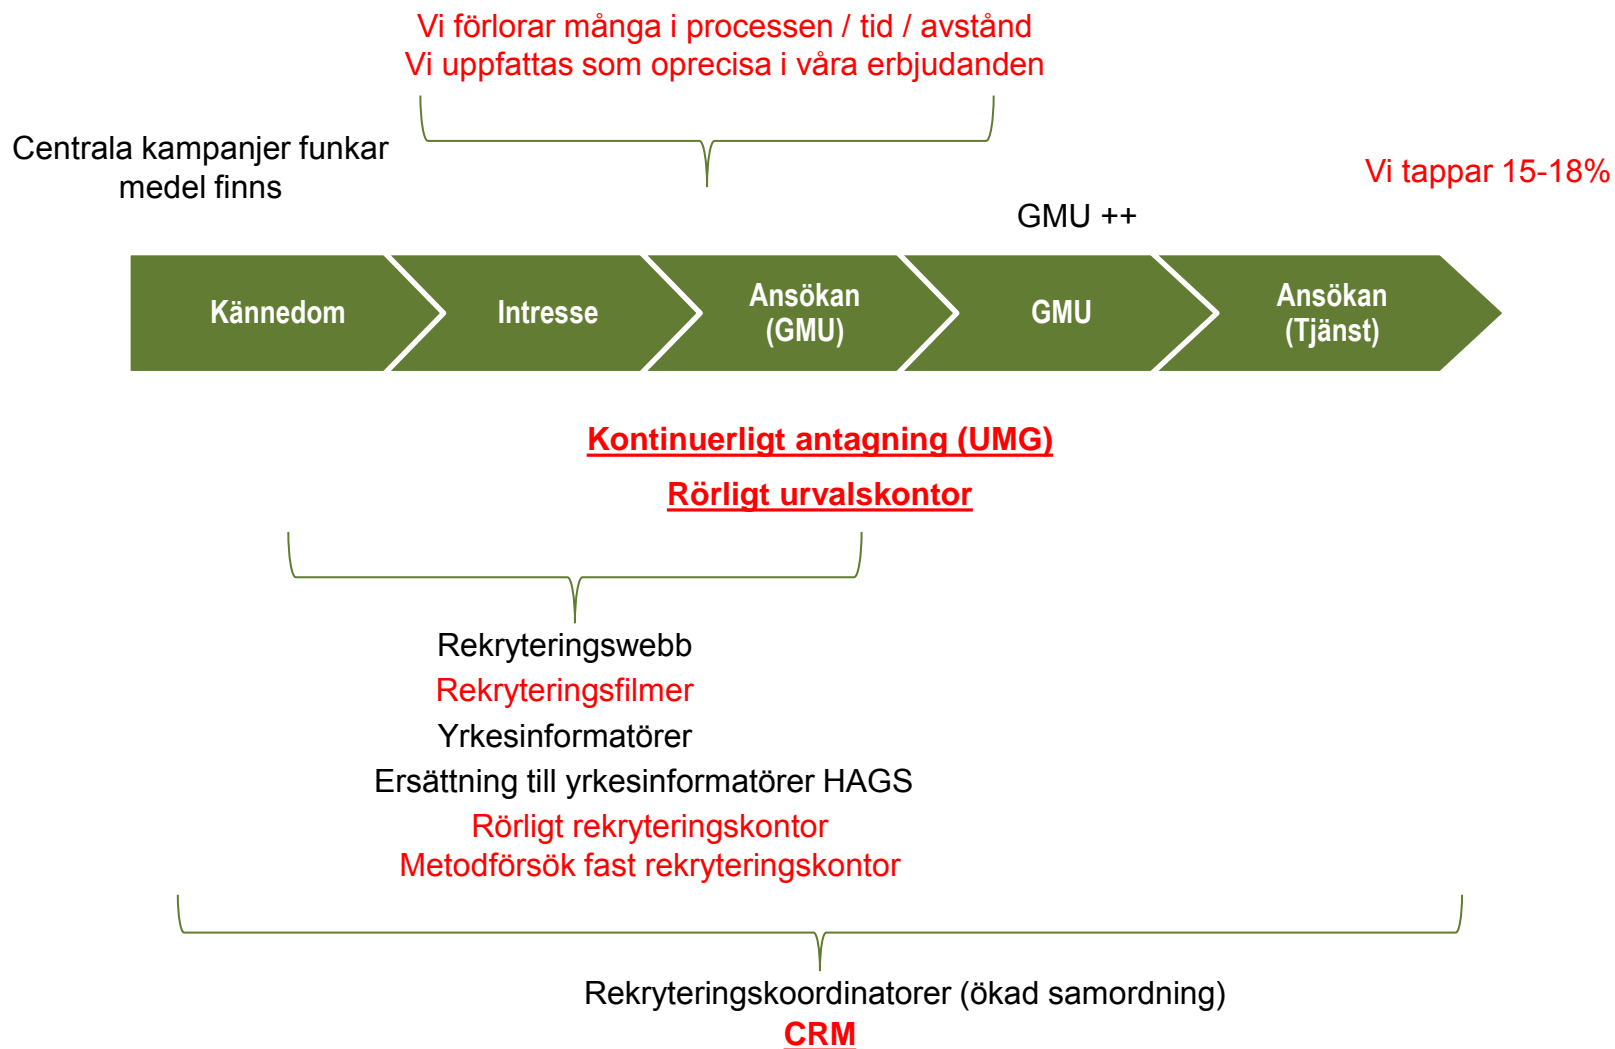 Vi förlorar många i processen / tid / avstånd
Vi uppfattas som oprecisa i våra erbjudanden
Centrala kampanjer funkar
medel finns
Vi tappar 15-18%
GMU ++
Kännedom
Intresse
Ansökan
(GMU)
GMU
Ansökan
(Tjänst)
Kontinuerligt antagning (UMG)
Rörligt urvalskontor
Rekryteringswebb
Rekryteringsfilmer
Yrkesinformatörer
Ersättning till yrkesinformatörer HAGS
Rörligt rekryteringskontor
Metodförsök fast rekryteringskontor
Rekryteringskoordinatorer (ökad samordning)
CRM